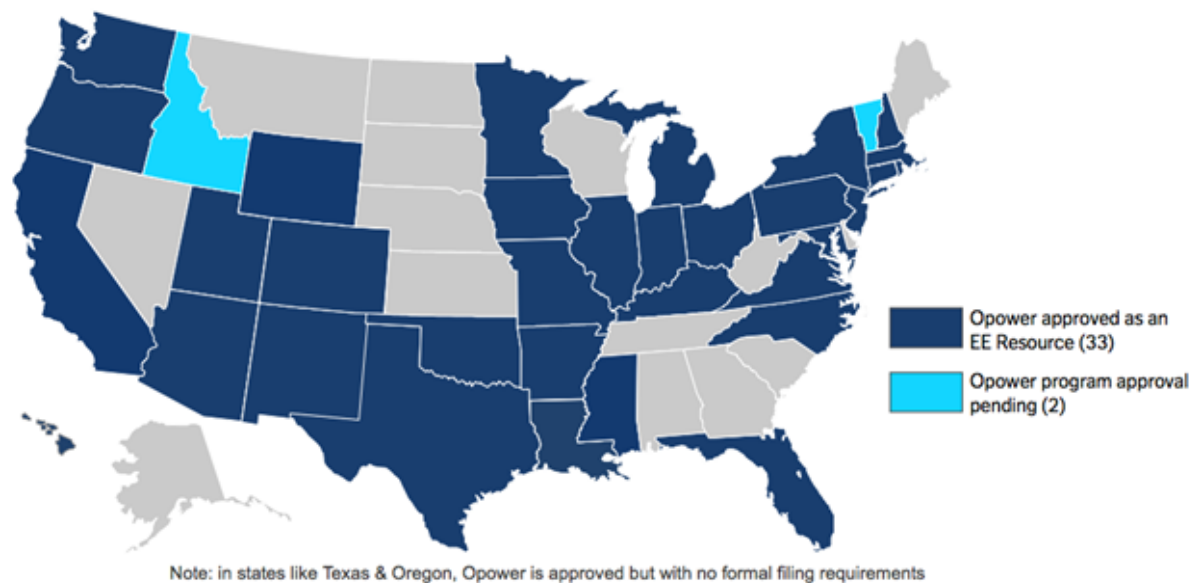 Opower approved as an
EE Resource (33)
Opower program approval
pending (2)
Note: in states like Texas & Oregon, Opower is approved but with no formal filing requirements